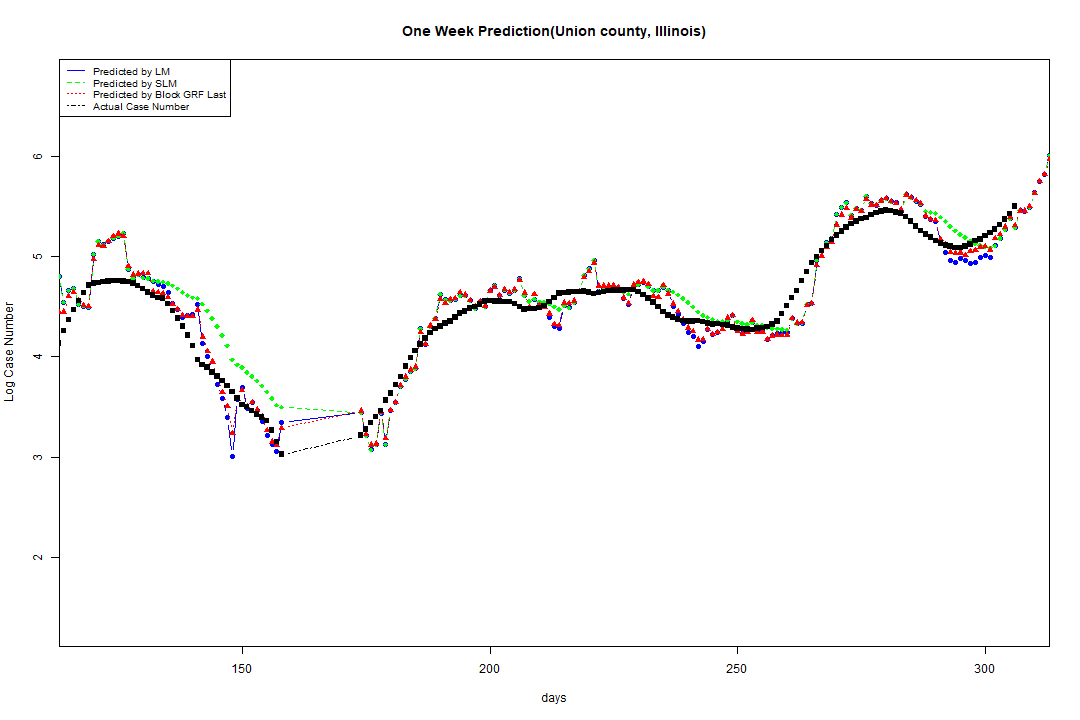 One Week Prediction(Union county, Illinois)
Predicted by LM
Predicted by SLM
Predicted by Block GRF Last
Actual Case Number
6
5
4
3
2
Log Case Number
150
200
250
300
days